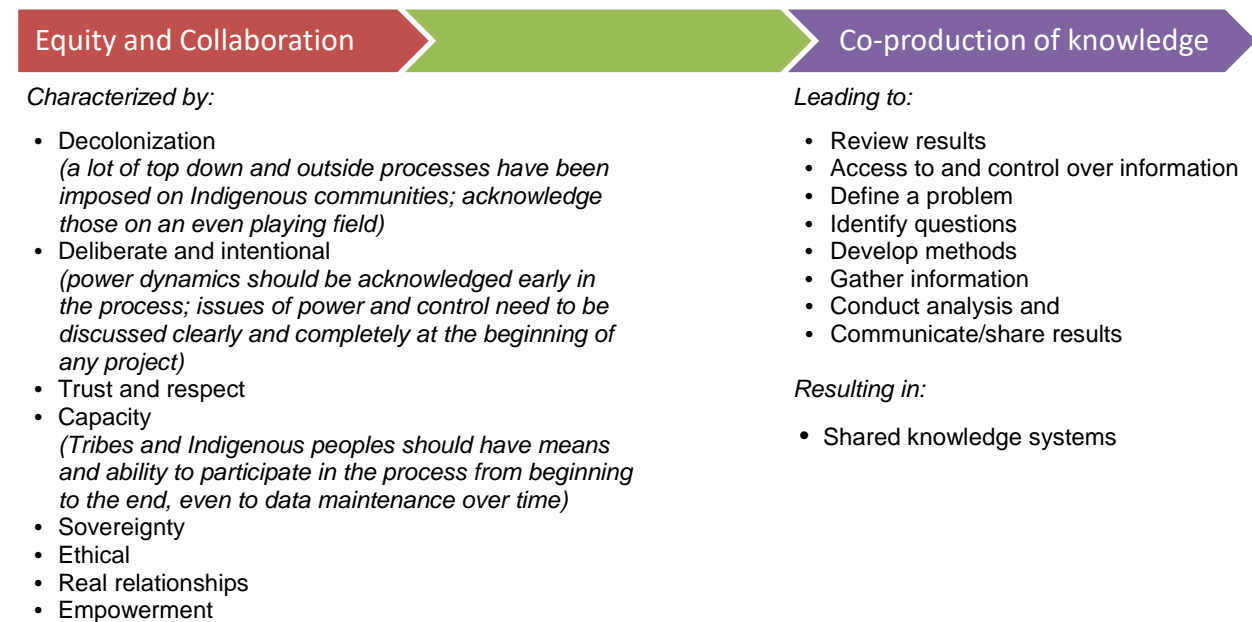 Equity and Collaboration
Co-production of knowledge
Characterized by:
• Decolonization
(a lot of top down and outside processes have been
imposed on Indigenous communities; acknowledge
those on an even playing field)
• Deliberate and intentional
(power dynamics should be acknowledged early in
the process; issues of power and control need to be
discussed clearly and completely at the beginning of
any project)
• Trust and respect
• Capacity
(Tribes and Indigenous peoples should have means
and ability to participate in the process from beginning
to the end, even to data maintenance over time)
• Sovereignty
• Ethical
• Real relationships
• Empowerment
Leading to:
• Review results
• Access to and control over information
• Define a problem
• Identify questions
• Develop methods
• Gather information
• Conduct analysis and
• Communicate/share results
Resulting in:
• Shared knowledge systems